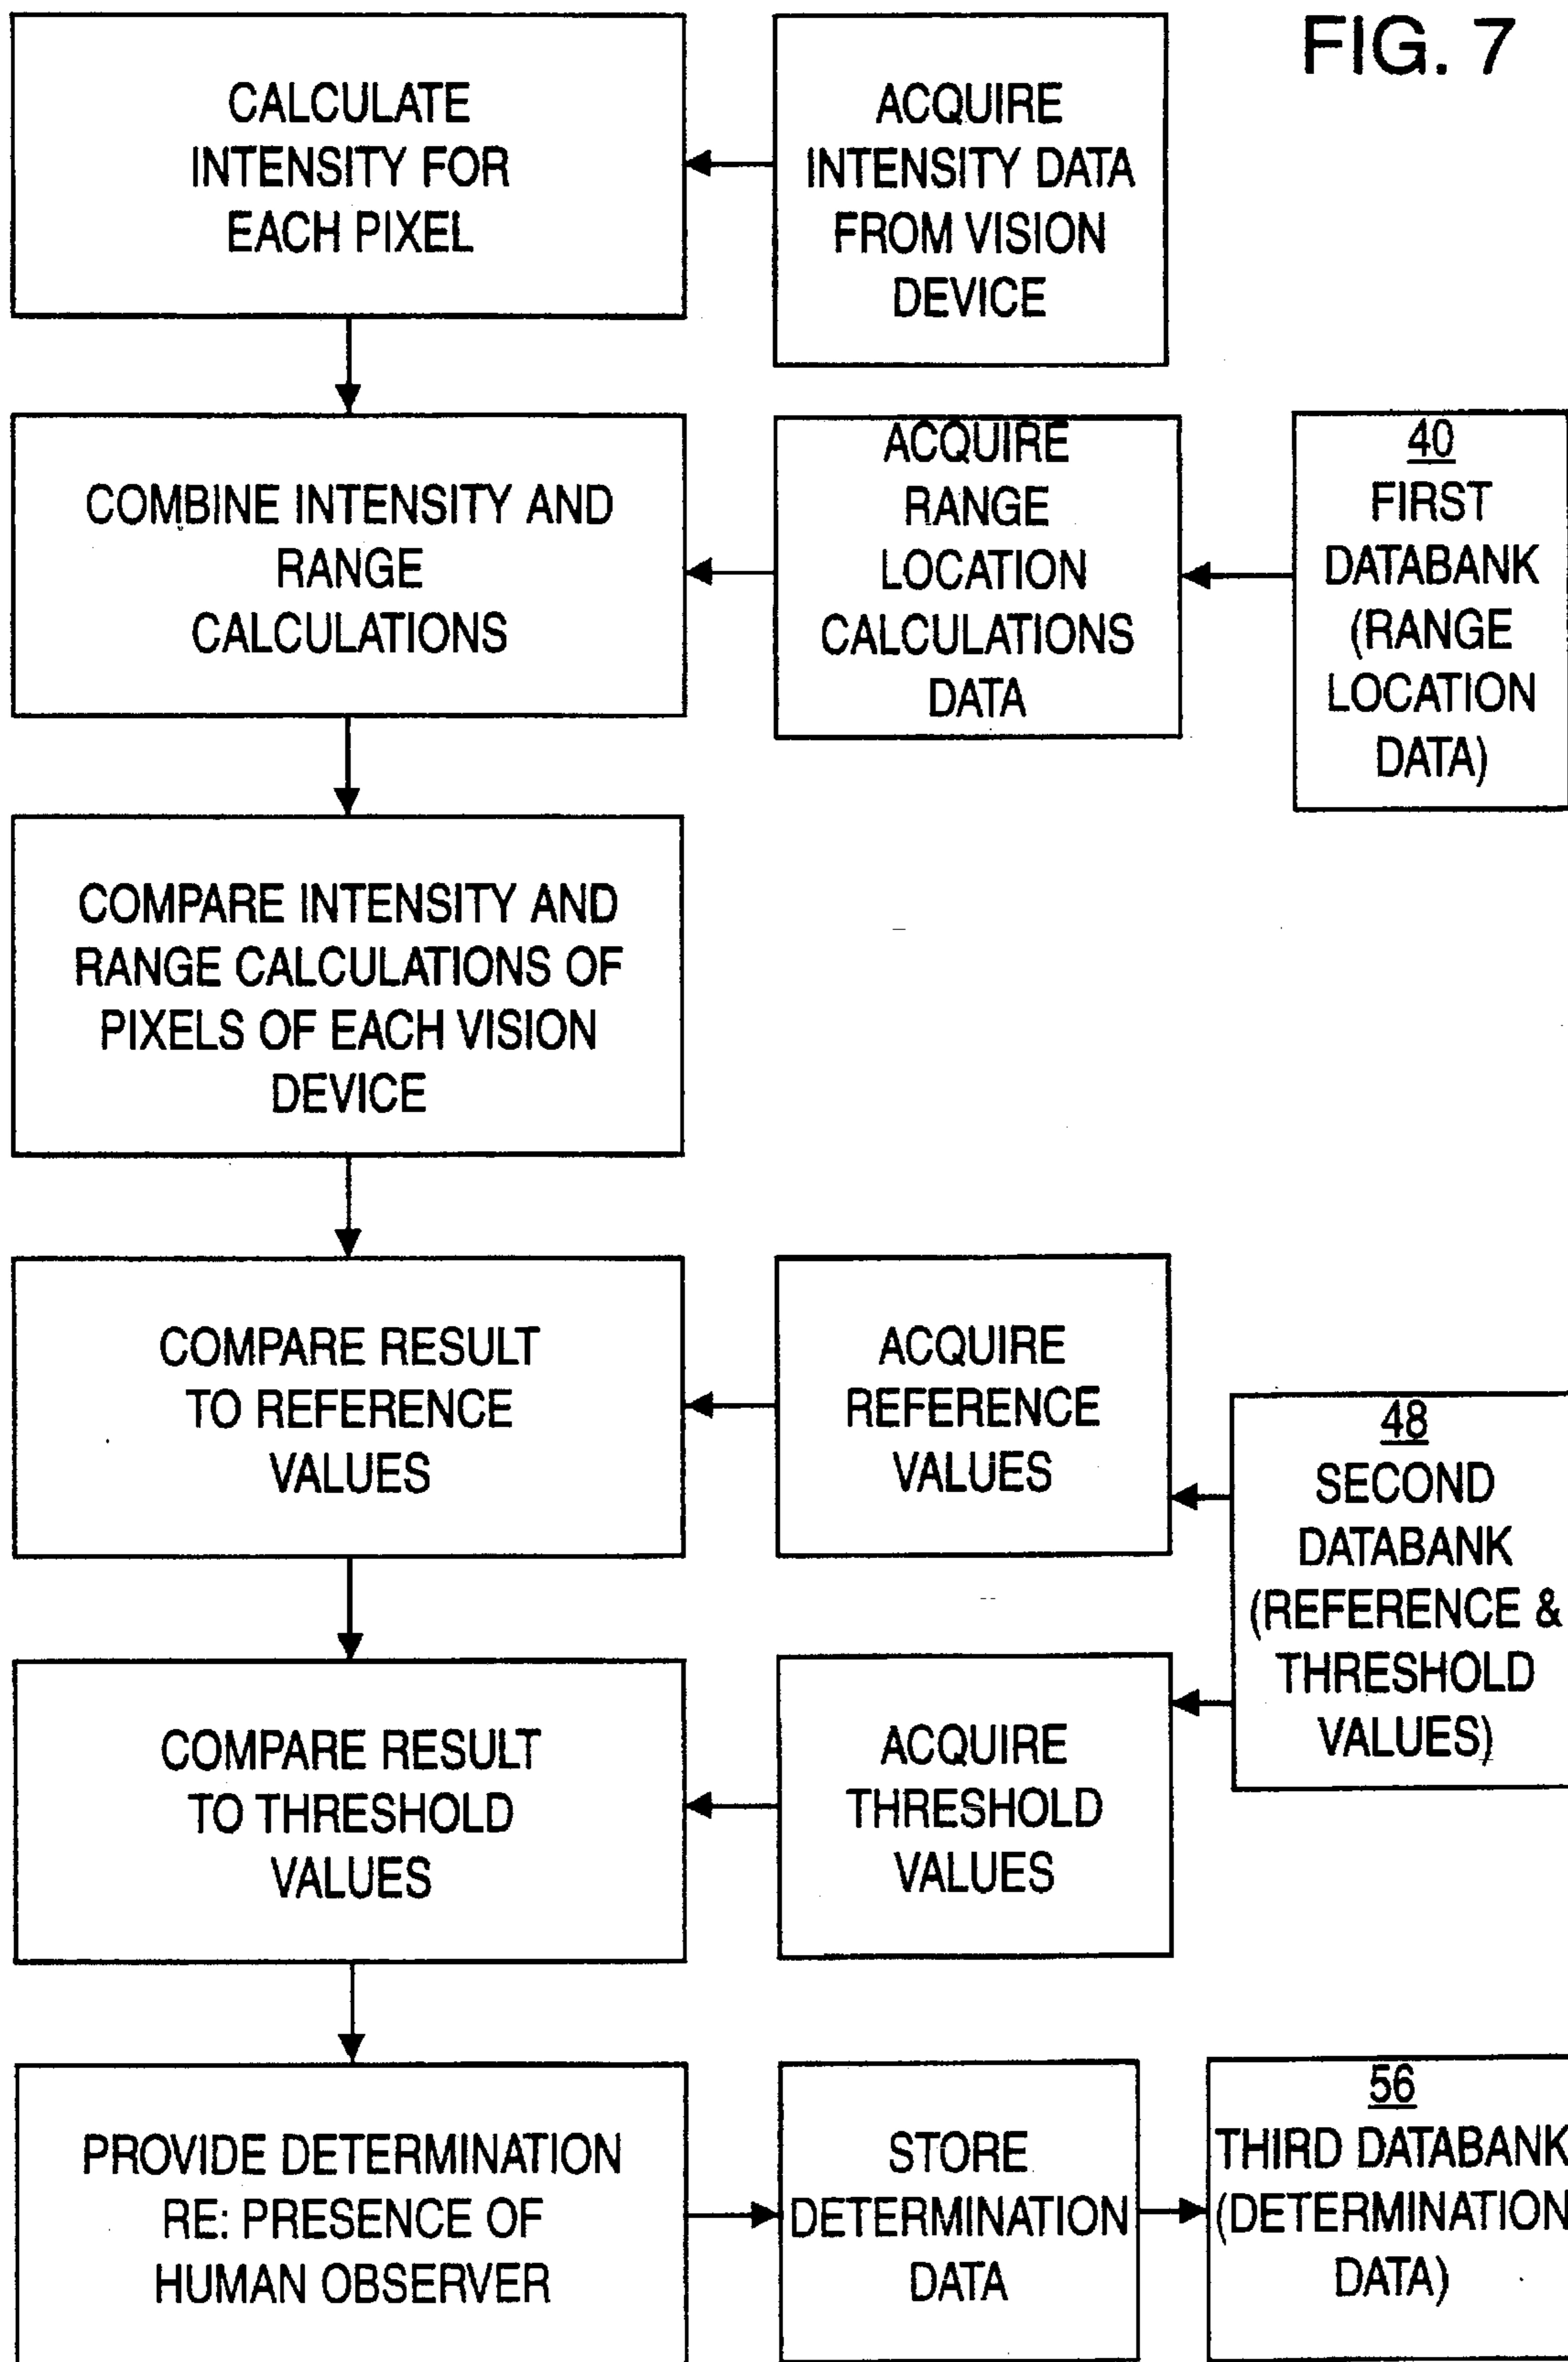 FIG. 7
CALCULATE
INTENSITY FOR
EACH PIXEL
ACQUIRE
INTENSITY DATA
FROM VISION
DEVICE
COMBINE INTENSITY AND
RANGE
CALCULATIONS
ACQUIRE
RANGE
LOCATION
CALCULATIONS
DATA
40
FIRST
DATABANK
(RANGE
LOCATION
DATA)
COMPARE INTENSITY AND
RANGE CALCULATIONS OF
PIXELS OF EACH VISION
DEVICE
COMPARE RESULT
TO REFERENCE
VALUES
ACQUIRE
REFERENCE
VALUES
48
SECOND
DATABANK
(REFERENCE &
THRESHOLD
VALUES)
COMPARE RESULT
TO THRESHOLD
VALUES
ACQUIRE
THRESHOLD
VALUES
PROVIDE DETERMINATION
RE: PRESENCE OF
HUMAN OBSERVER
STORE
DETERMINATION
DATA
56
THIRD DATABANK
(DETERMINATION
DATA)